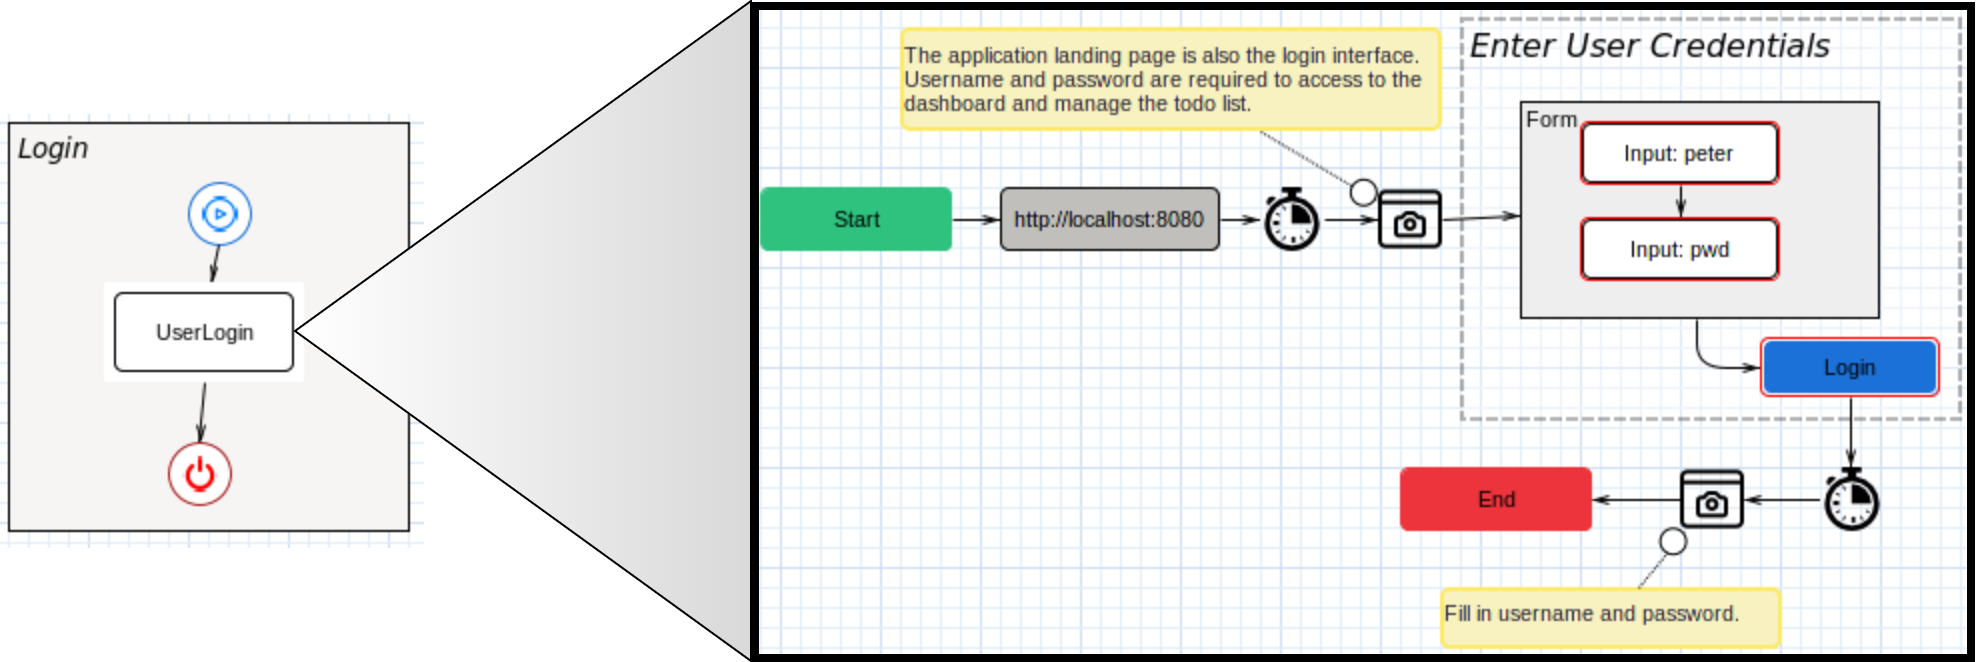 Login
UserLogin
The application landing page is also the login interface.
Username and password are required to access to the
dashboard and manage the todo list.
Enter User Credentials
Form
Input: peter
Start
http://localhost:8080
Input: pwd
Login
End
Fill in username and password.